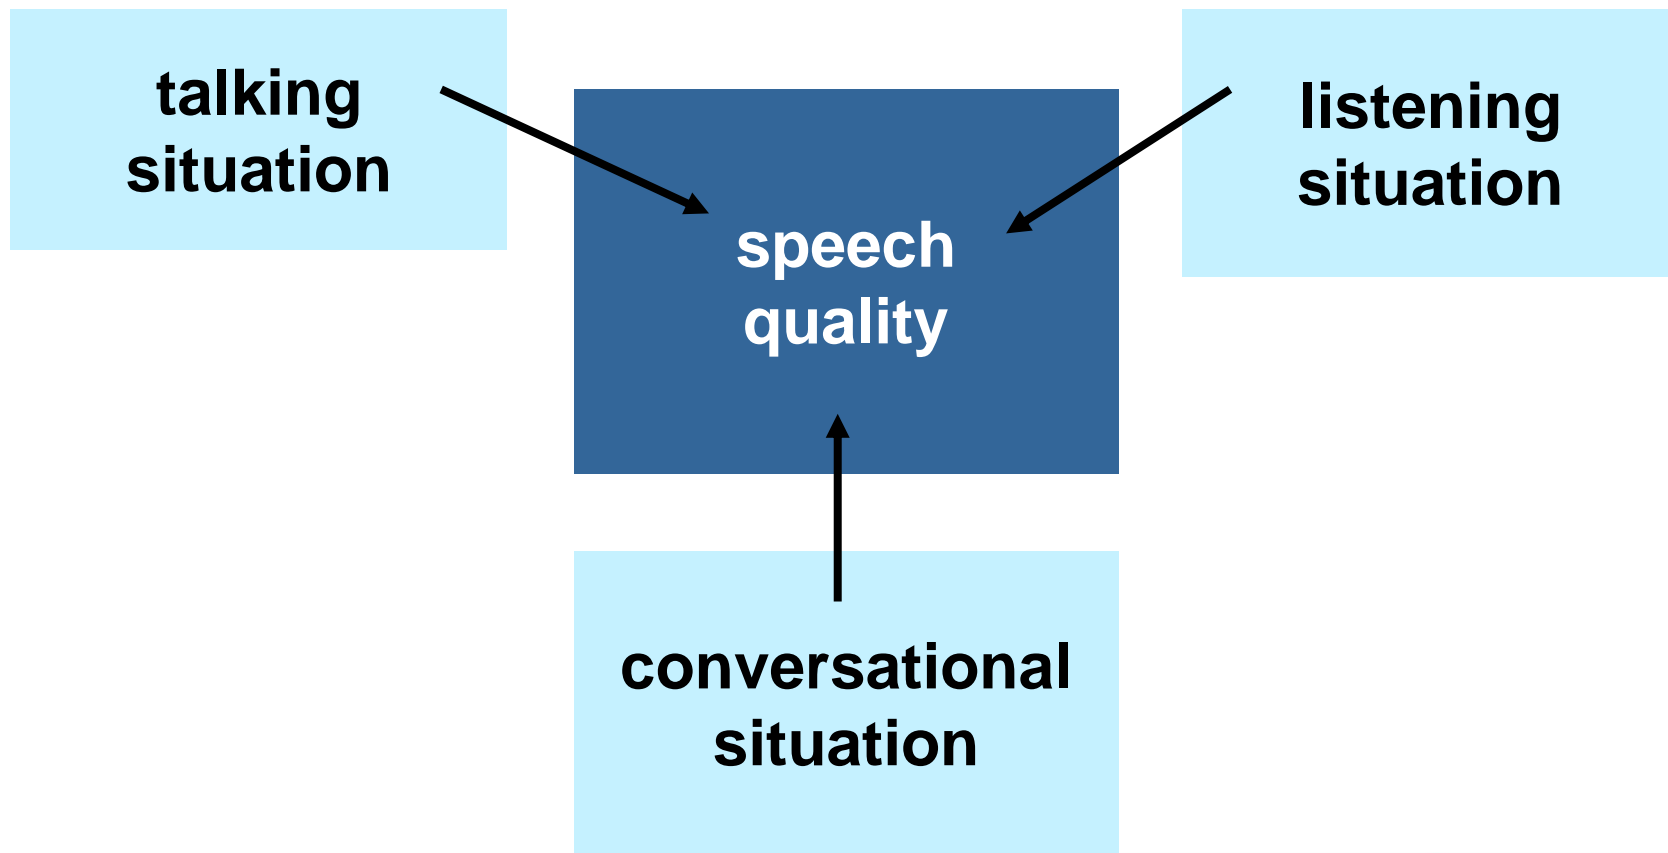 talking
situation
listening
situation
speech
quality
conversational
situation